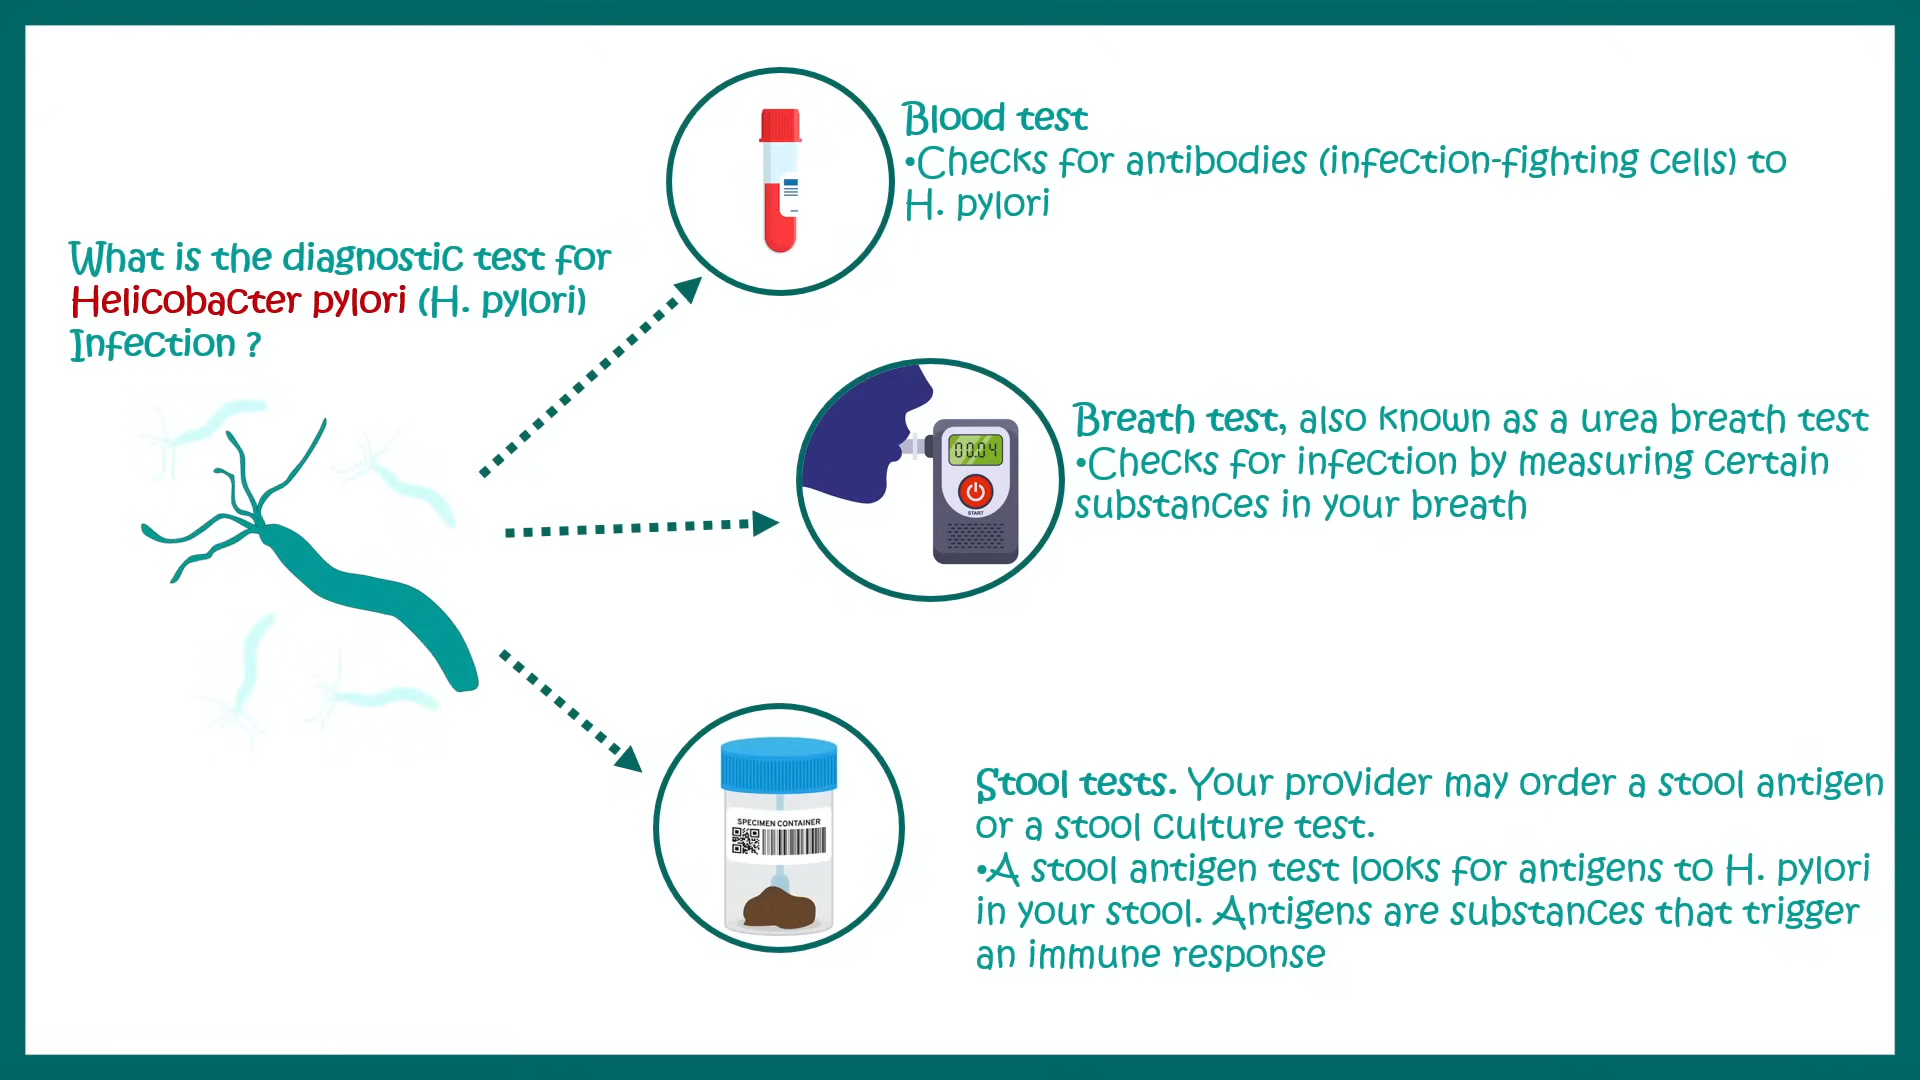 What is the diagnostic test for
Helicobacter pylori (H. pylori)
Infection ?
Blood test
•Checks for antibodies (infection-fighting cells) to
H. pylori
00.04
START
Breath test, also known as a urea breath test
•Checks for infection by measuring certain
substances in your breath
SPECIMEN CONTAINER
Stool tests. Your provider may order a stool antigen
or a stool culture test.
•A stool antigen test looks for antigens to H. pylori
in your stool. Antigens are substances that trigger
an immune response